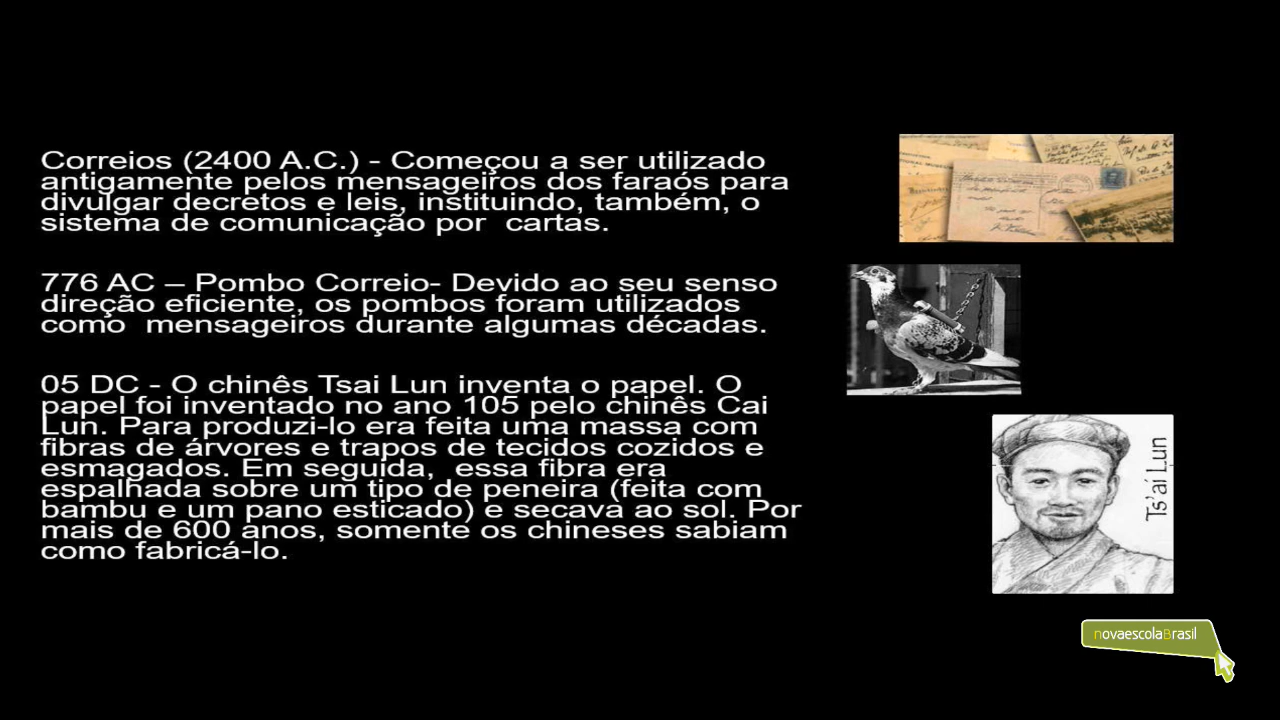 Correios (2400 A.C.) - Começou a ser utilizado
antigamente pelos mensageiros dos faraós para
divulgar decretos e leis, instituindo, também, o
sistema de comunicação por  cartas.
776 AC – Pombo Correio- Devido ao seu senso
direção eficiente, os pombos foram utilizados
como  mensageiros durante algumas décadas.
05 DC - O chinês Tsai Lun inventa o papel. O
papel foi inventado no ano 105 pelo chinês Cai
Lun. Para produzi-lo era feita uma massa com
fibras de árvores e trapos de tecidos cozidos e
esmagados. Em seguida,  essa fibra era
espalhada sobre um tipo de peneira (feita com
bambu e um pano esticado) e secava ao sol. Por
mais de 600 anos, somente os chineses sabiam
como fabricá-lo.
Ts'aí Lun
novaescolaBrasil